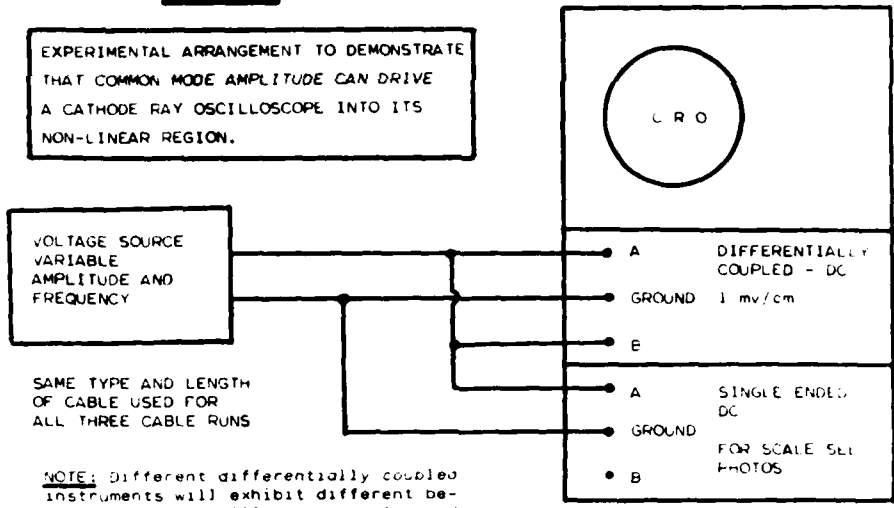 EXPERIMENTAL ARRANGEMENT TO DEMONSTRATE
THAT COMMON MODE AMPLITUDE CAN DRIVE
A CATHODE RAY OSCILLOSCOPE INTO ITS
NON-LINEAR REGION.
C R O
VOLTAGE SOURCE
VARIABLE
AMPLITUDE AND
FREQUENCY
A
DIFFERENTIALLY
COUPLED - DC
GROUND
1 mv/cm
B
SAME TYPE AND LENGTH
OF CABLE USED FOR
ALL THREE CABLE RUNS
A
SINGLE ENDED
DC
GROUND
FOR SCALE SEE
PHOTOS
B
NOTE: Different differentially coupled
instruments will exhibit different be-